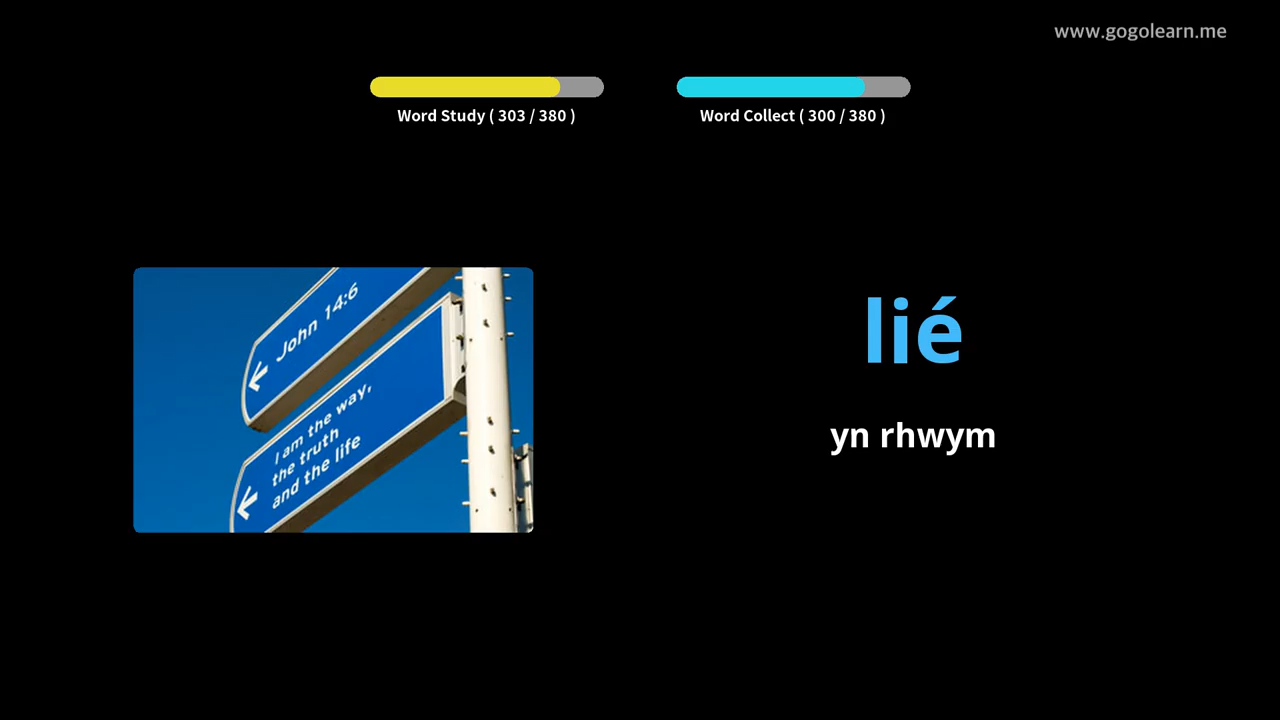 www.gogolearn.me
Word Study ( 303 / 380 )
Word Collect ( 300 / 380 )
John 14:6
I am the way,
the truth
and the life
lié
yn rhwym